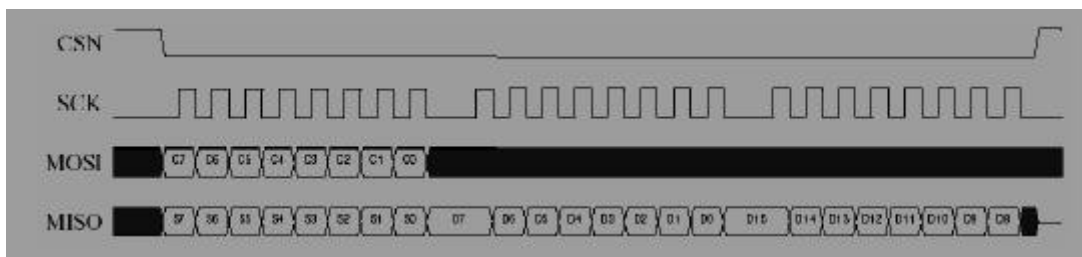 CSN
SCK
MOSI C7 C6 C5 C4 C3 C2 C1 C0
MISO S7 S6 S5 S4 S3 S2 S1 S0 D7 D6 D5 D4 D3 D2 D1 D0 D15 D14 D13 D12 D11 D10 D9 D8